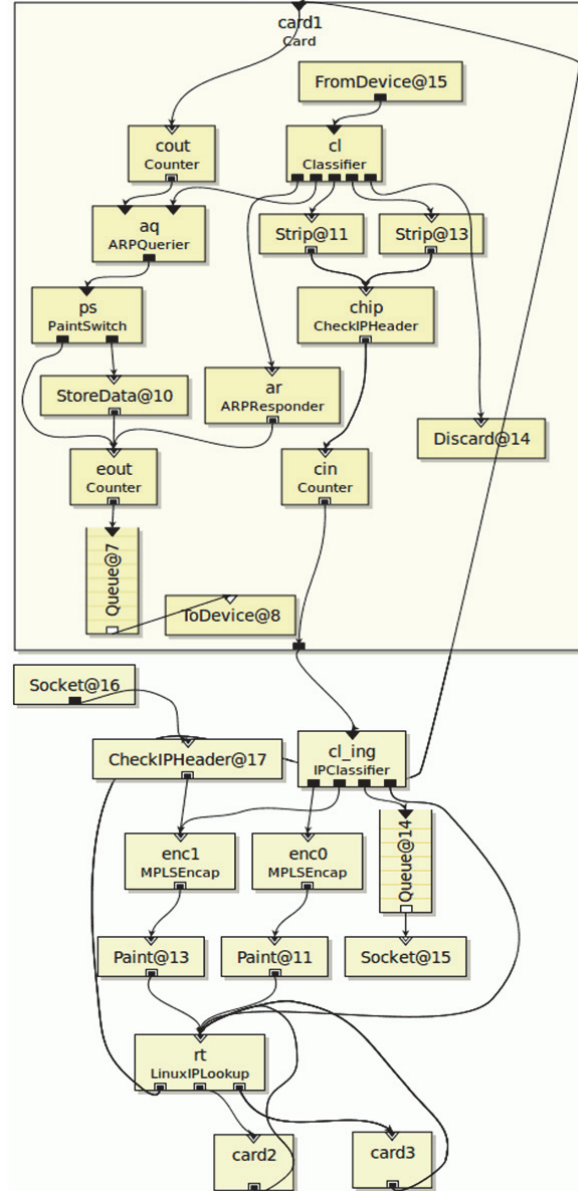 card1
Card
FromDevice@15
cout
Counter
cl
Classifier
aq
ARPQuerier
Strip@11
Strip@13
ps
PaintSwitch
chip
CheckIPHeader
StoreData@10
ar
ARPResponder
Discard@14
eout
Counter
cin
Counter
Queue@7
ToDevice@8
Socket@16
CheckIPHeader@17
cl_ing
IPClassifier
enc1
MPLSEncap
enc0
MPLSEncap
Queue@14
Paint@13
Paint@11
Socket@15
rt
LinuxIPLookup
card2
card3